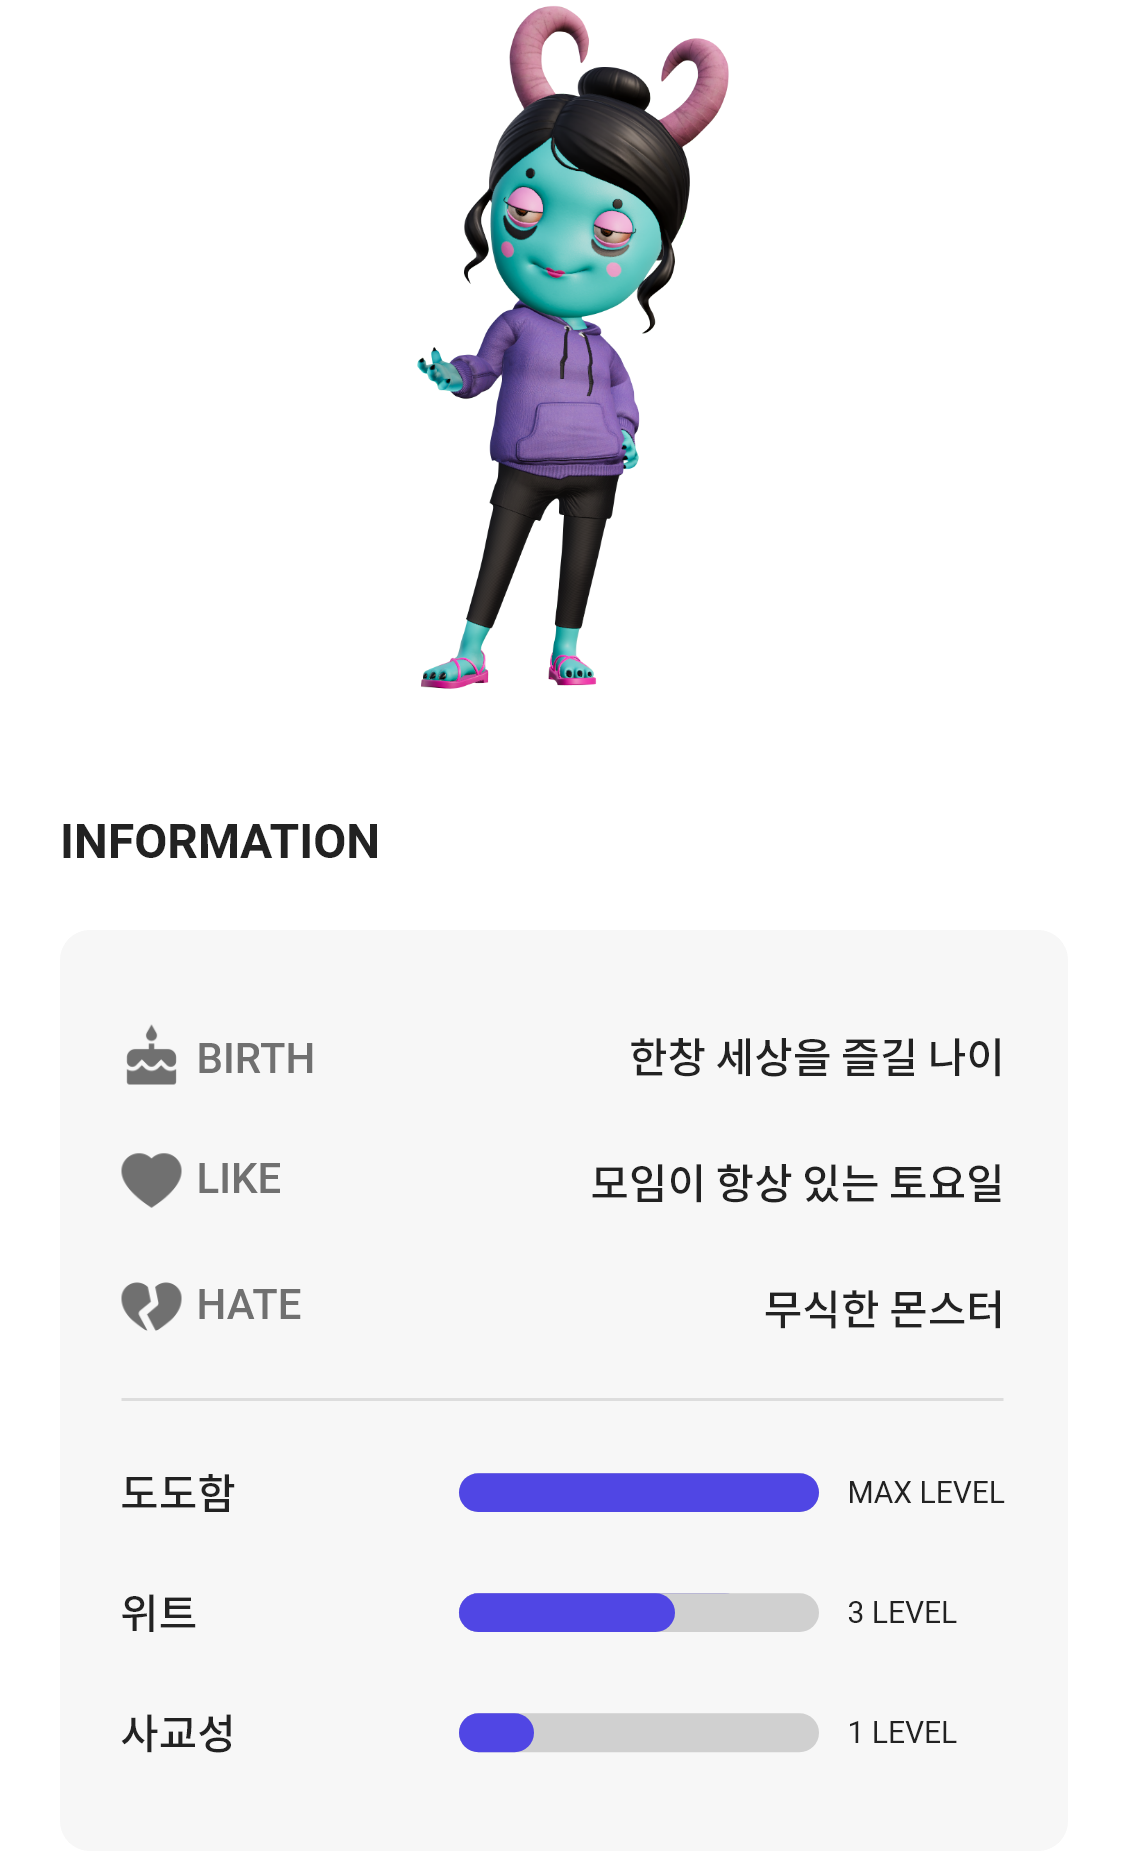 INFORMATION
BIRTH 한창 세상을 즐길 나이
LIKE 모임이 항상 있는 토요일
HATE 무식한 몬스터
도도함 MAX LEVEL
위트 3 LEVEL
사교성 1 LEVEL